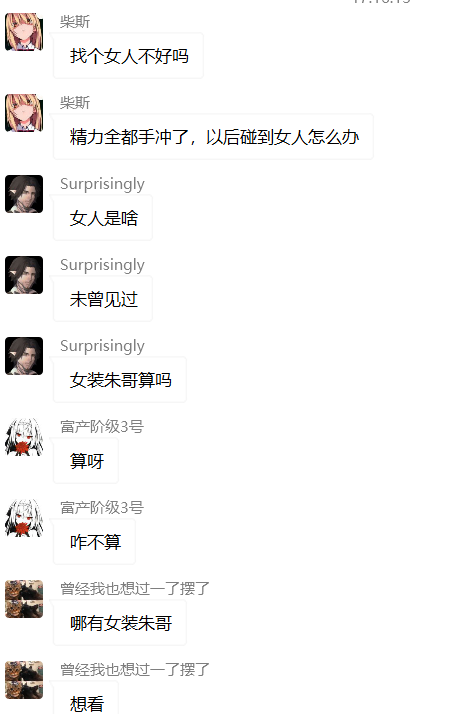 柴斯
找个女人不好吗
柴斯
精力全都手冲了，以后碰到女人怎么办
Surprisingly
女人是啥
Surprisingly
未曾见过
Surprisingly
女装朱哥算吗
富产阶级3号
算呀
富产阶级3号
咋不算
曾经我也想过一了摆了
哪有女装朱哥
曾经我也想过一了摆了
想看